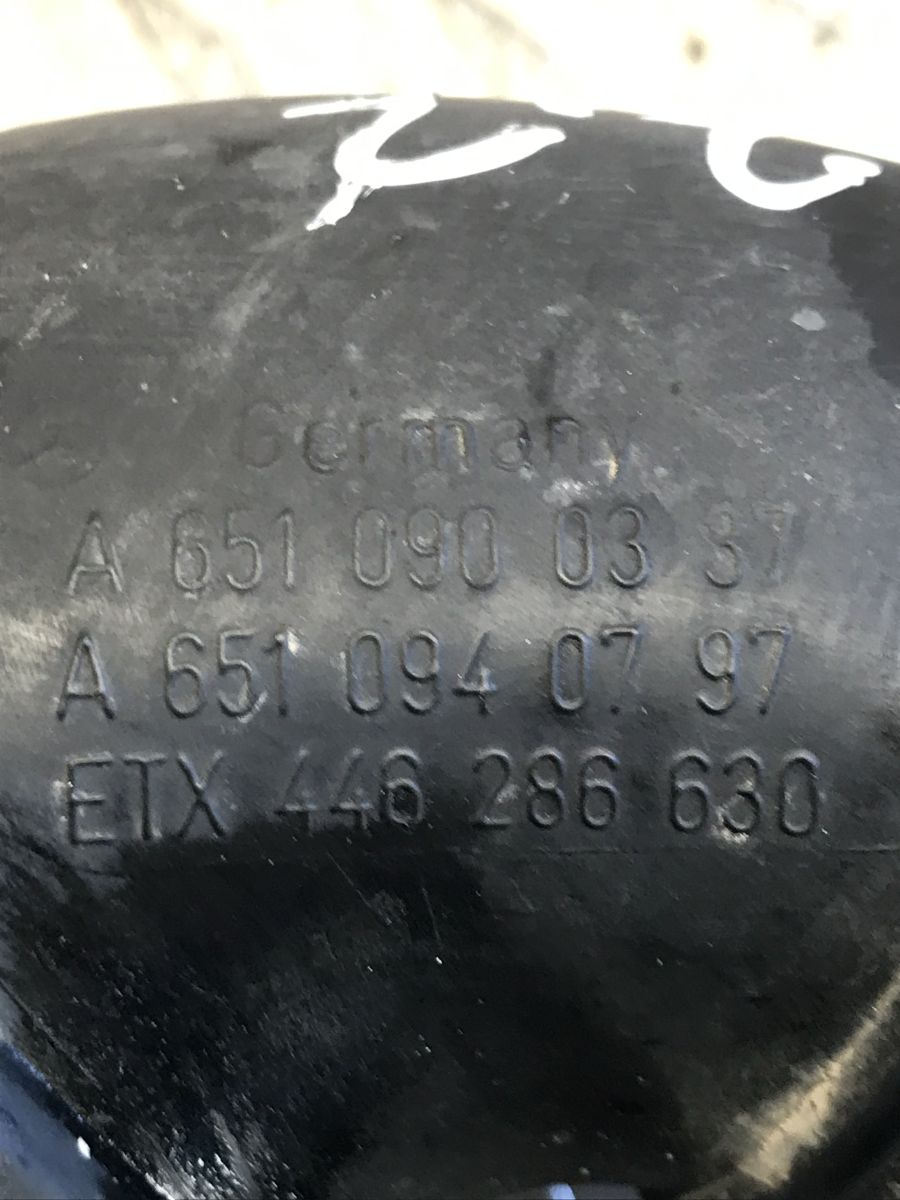 Germany
A 651 090 03 37
A 651 094 07 97
ETX 446 286 630